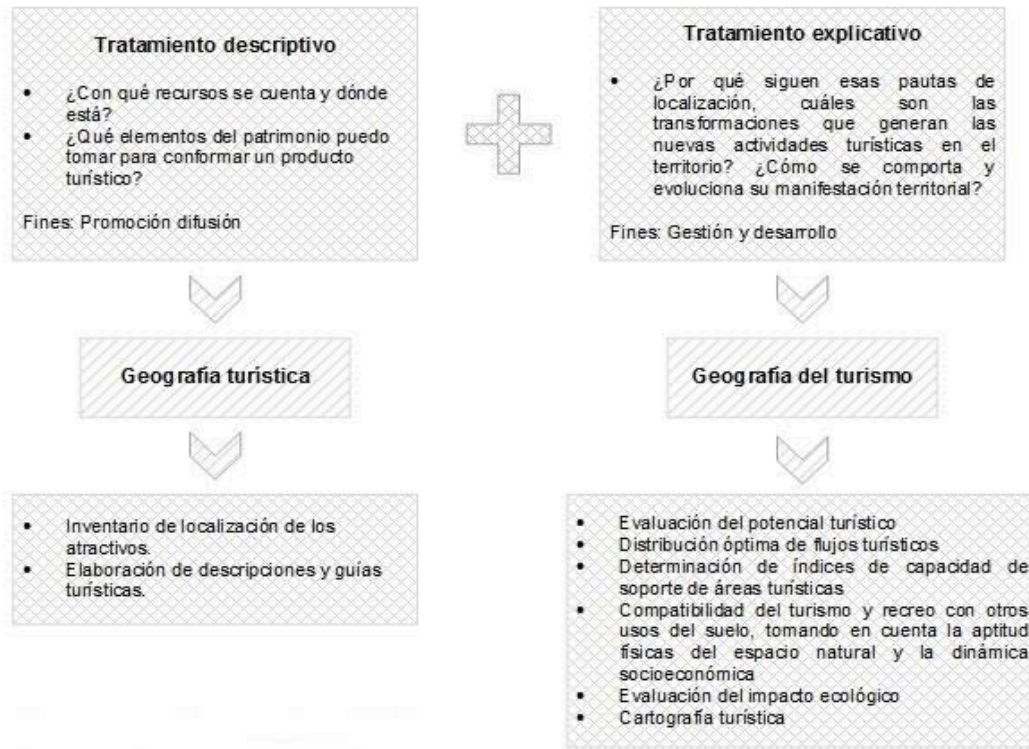 Tratamiento descriptivo
• ¿Con qué recursos se cuenta y dónde
está?
• ¿Qué elementos del patrimonio puedo
tomar para conformar un producto
turístico?
Fines: Promoción difusión
Tratamiento explicativo
• ¿Por qué siguen esas pautas de
localización, cuáles son las
transformaciones que generan las
nuevas actividades turísticas en el
territorio? ¿Cómo se comporta y
evoluciona su manifestación territorial?
Fines: Gestión y desarrollo
Geografía turística
Geografía del turismo
• Inventario de localización de los
atractivos.
• Elaboración de descripciones y guías
turísticas.
• Evaluación del potencial turístico
• Distribución óptima de flujos turísticos
• Determinación de índices de capacidad de
soporte de áreas turísticas
• Compatibilidad del turismo y recreo con otros
usos del suelo, tomando en cuenta la aptitud
físicas del espacio natural y la dinámica
socioeconómica
• Evaluación del impacto ecológico
• Cartografía turística